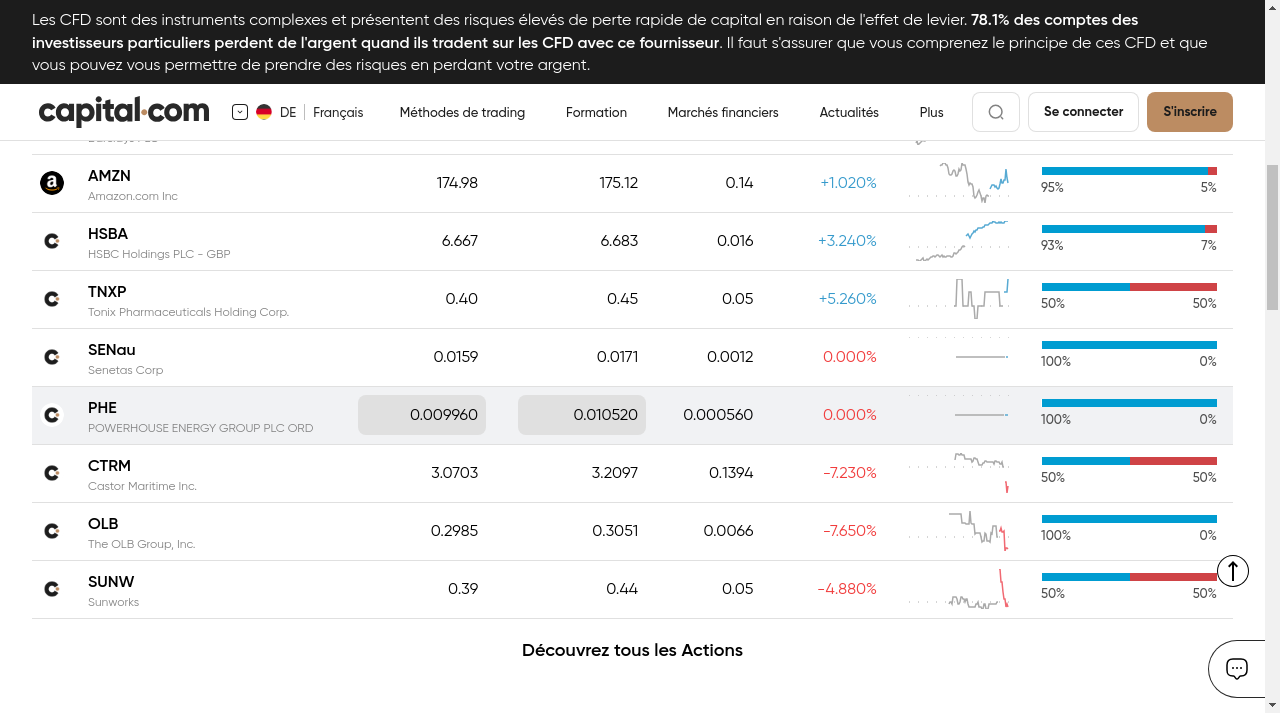 Les CFD sont des instruments complexes et présentent des risques élevés de perte rapide de capital en raison de l'effet de levier. 78.1% des comptes des
investisseurs particuliers perdent de l'argent quand ils tradent sur les CFD avec ce fournisseur. Il faut s'assurer que vous comprenez le principe de ces CFD et que
vous pouvez vous permettre de prendre des risques en perdant votre argent.
capital.com DE Français Méthodes de trading Formation Marchés financiers Actualités Plus Se connecter S'inscrire
AMZN 174.98 175.12 0.14 +1.020%
Amazon.com Inc 95% 5%
HSBA 6.667 6.683 0.016 +3.240%
HSBC Holdings PLC - GBP 93% 7%
TNXP 0.40 0.45 0.05 +5.260%
Tonix Pharmaceuticals Holding Corp. 50% 50%
SENau 0.0159 0.0171 0.0012 0.000%
Senetas Corp 100% 0%
PHE 0.009960 0.010520 0.000560 0.000%
POWERHOUSE ENERGY GROUP PLC ORD 100% 0%
CTRM 3.0703 3.2097 0.1394 -7.230%
Castor Maritime Inc. 50% 50%
OLB 0.2985 0.3051 0.0066 -7.650%
The OLB Group, Inc. 100% 0%
SUNW 0.39 0.44 0.05 -4.880%
Sunworks 50% 50%
Découvrez tous les Actions